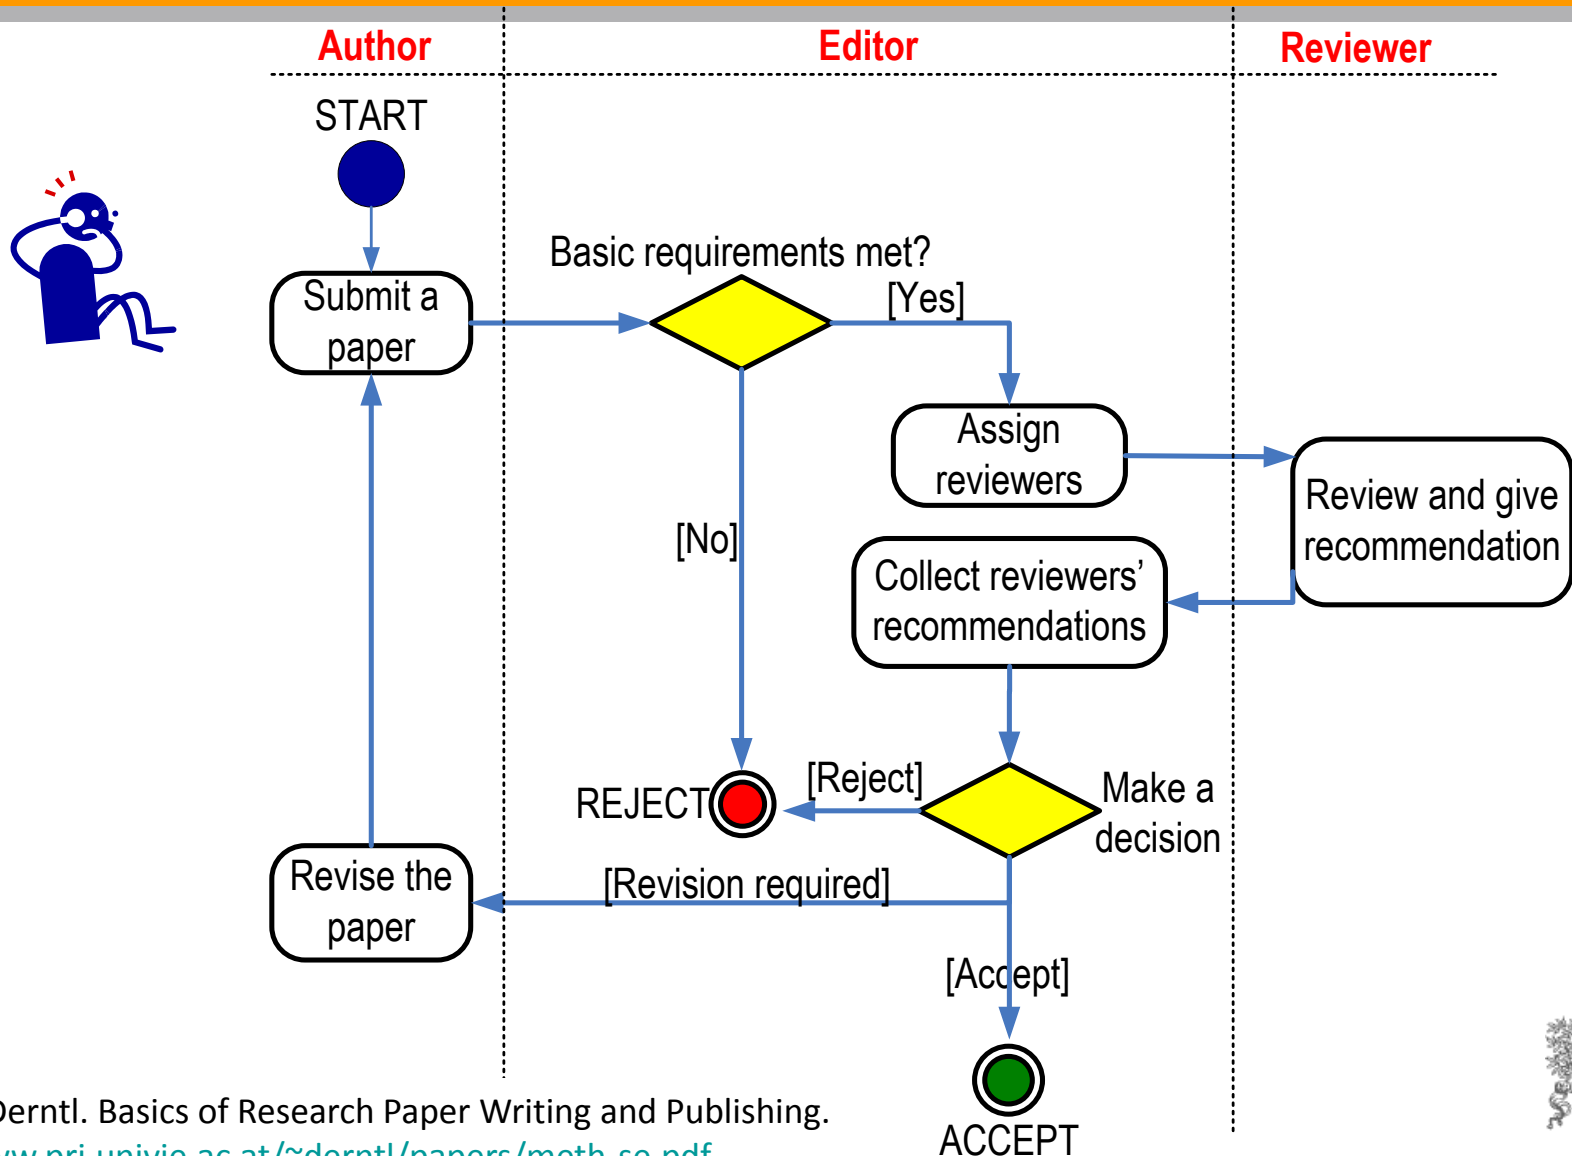 Author
Editor
Reviewer
START
Basic requirements met?
[Yes]
Submit a
paper
Assign
reviewers
Review and give
recommendation
[No]
Collect reviewers’
recommendations
[Reject]
Make a
decision
REJECT
Revise the
paper
[Revision required]
[Accept]
ACCEPT
Derntl. Basics of Research Paper Writing and Publishing.